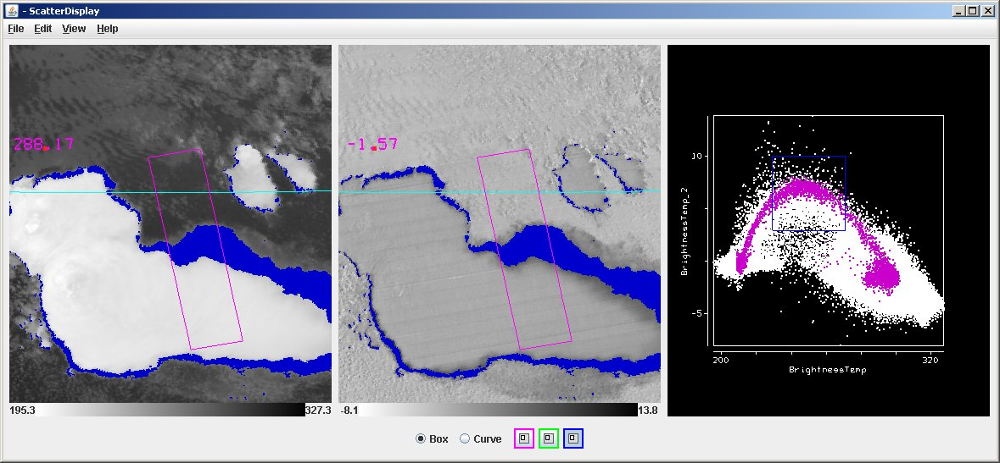 - ScatterDisplay
File Edit View Help
288.17
-1.57
10
BrightnessTemp_2
-5
200 320
BrightnessTemp
195.3 327.3 -8.1 13.8
Box Curve